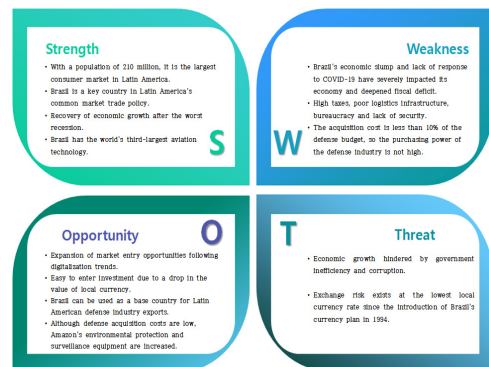 Strength
• With a population of 210 million, it is the largest
consumer market in Latin America.
• Brazil is a key country in Latin America's
common market trade policy.
• Recovery of economic growth after the worst
recession.
• Brazil has the world's third-largest aviation
technology.
S
Weakness
• Brazil's economic slump and lack of response
to COVID-19 have severely impacted its
economy and deepened fiscal deficit.
• High taxes, poor logistics infrastructure,
bureaucracy and lack of security.
• The acquisition cost is less than 10% of the
defense budget, so the purchasing power of
the defense industry is not high.
W
Opportunity
O
• Expansion of market entry opportunities following
digitalization trends.
• Easy to enter investment due to a drop in the
value of local currency.
• Brazil can be used as a base country for Latin
American defense industry exports.
• Although defense acquisition costs are low,
Amazon's environmental protection and
surveillance equipment are increased.
T
Threat
• Economic growth hindered by government
inefficiency and corruption.
• Exchange risk exists at the lowest local
currency rate since the introduction of Brazil's
currency plan in 1994.